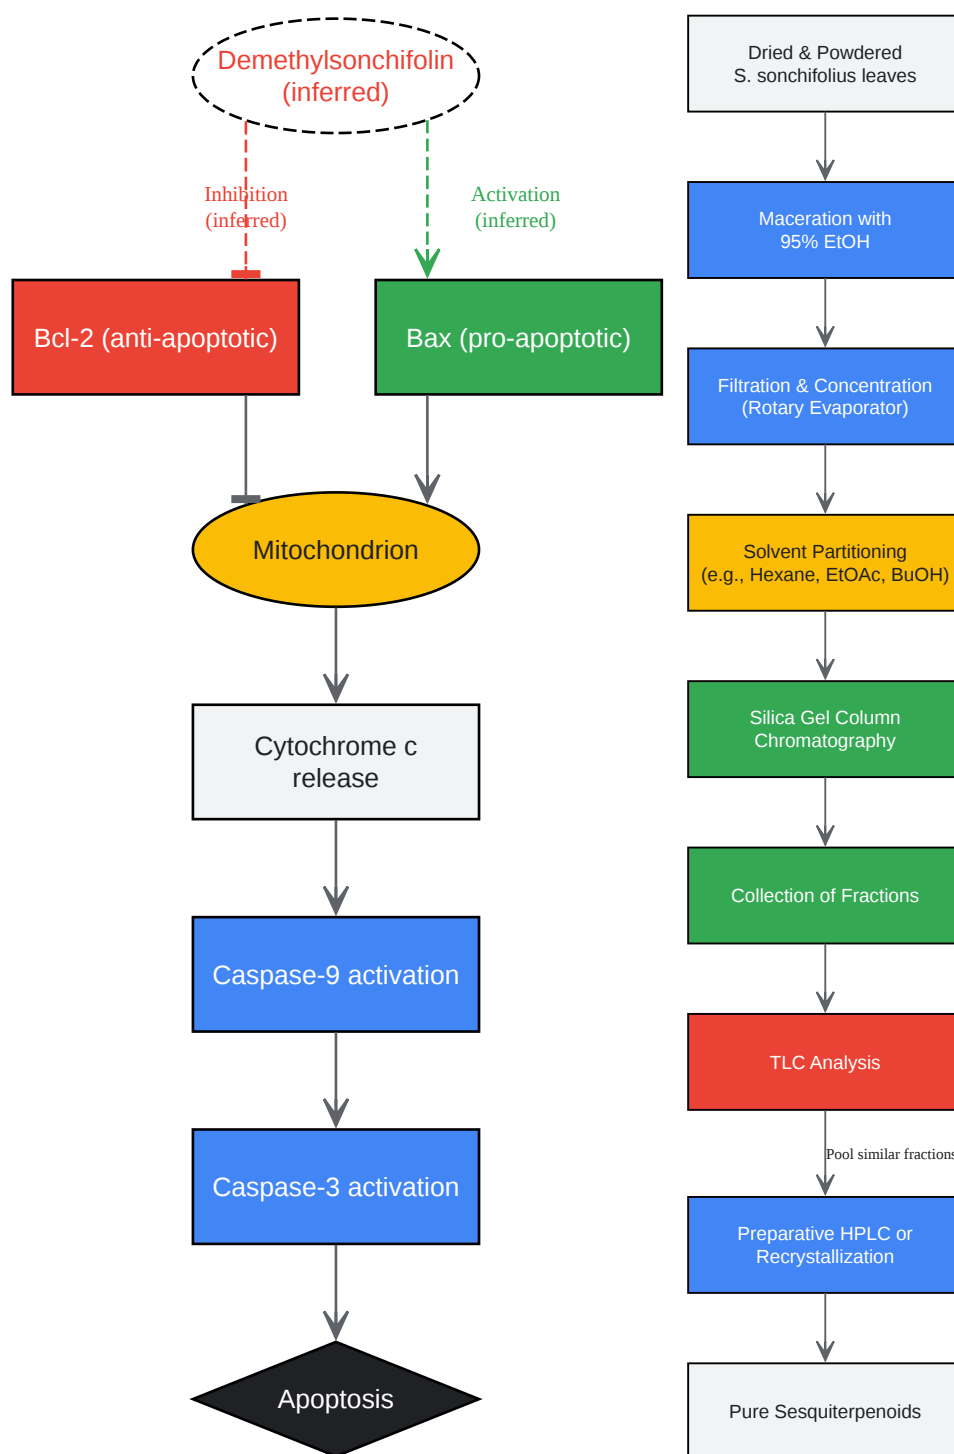 Demethylsonchifolin
(inferred)
Inhibition
(inferred)
Activation
(inferred)
Bcl-2 (anti-apoptotic)
Bax (pro-apoptotic)
Mitochondrion
Cytochrome c
release
Caspase-9 activation
Caspase-3 activation
Apoptosis
Dried & Powdered
S. sonchifolius leaves
Maceration with
95% EtOH
Filtration & Concentration
(Rotary Evaporator)
Solvent Partitioning
(e.g., Hexane, EtOAc, BuOH)
Silica Gel Column
Chromatography
Collection of Fractions
TLC Analysis
Pool similar fractions
Preparative HPLC or
Recrystallization
Pure Sesquiterpenoids